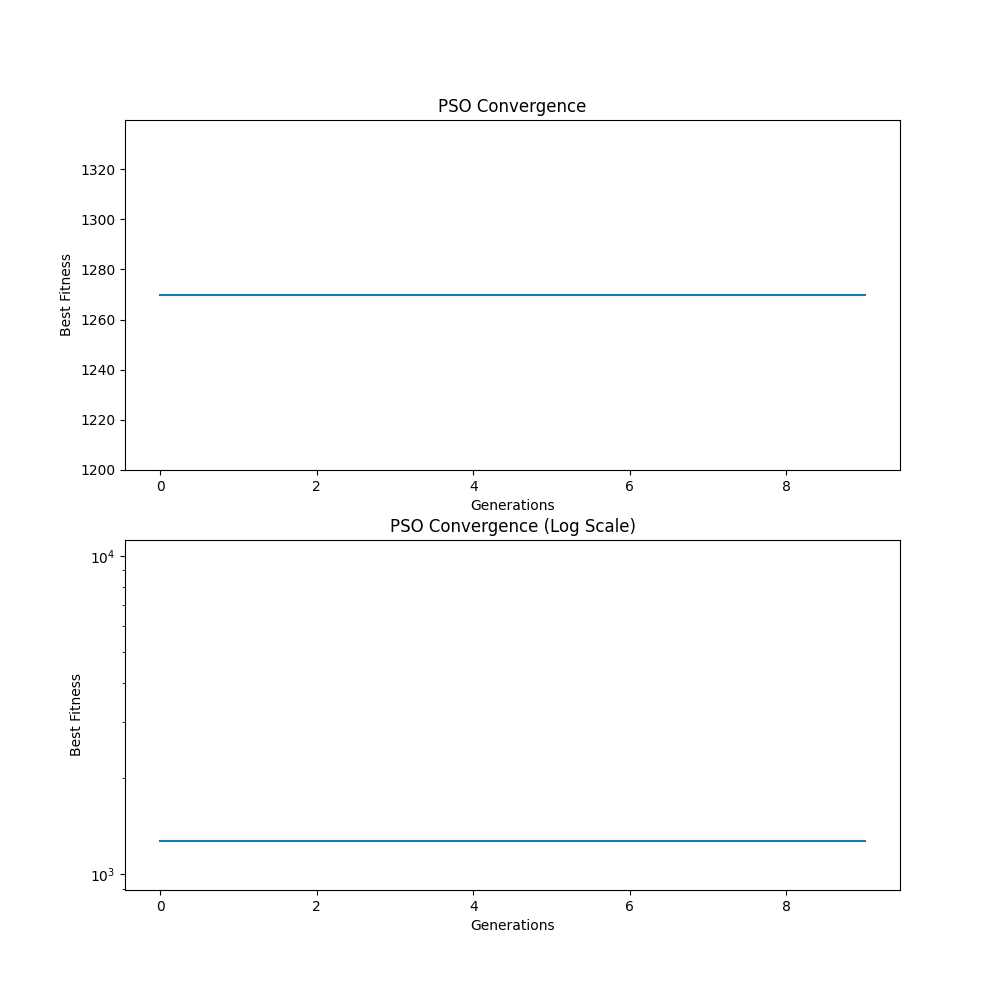 PSO Convergence
Best Fitness
1320
1300
1280
1260
1240
1220
1200
0 2 4 6 8
Generations
PSO Convergence (Log Scale)
Best Fitness
10⁴
10³
0 2 4 6 8
Generations